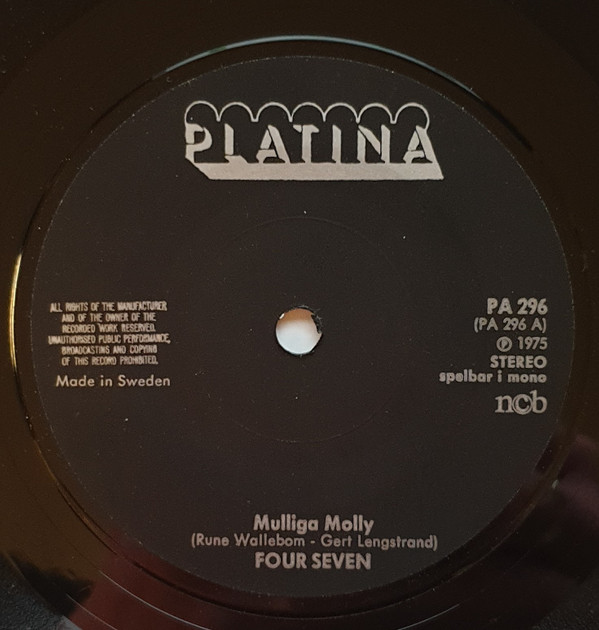 PLATINA
ALL RIGHTS OF THE MANUFACTURER
AND OF THE OWNER OF THE
RECORDED WORK RESERVED.
UNAUTHORISED PUBLIC PERFORMANCE,
BROADCASTING AND COPYING
OF THIS RECORD PROHIBITED.
Made in Sweden
PA 296
(PA 296 A)
℗ 1975
STEREO
spelbar i mono
ncb
Mulliga Molly
(Rune Wallebom - Gert Lengstrand)
FOUR SEVEN